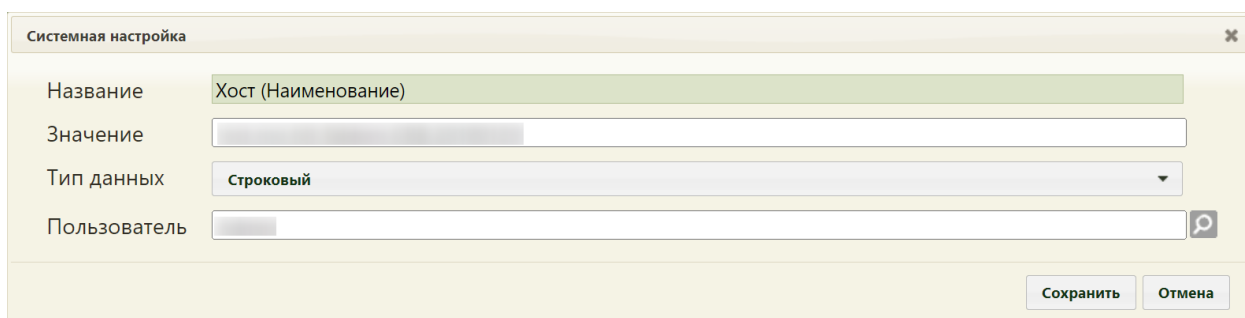 Системная настройка
Название Хост (Наименование)
Значение
Тип данных Строковый
Пользователь
Сохранить Отмена